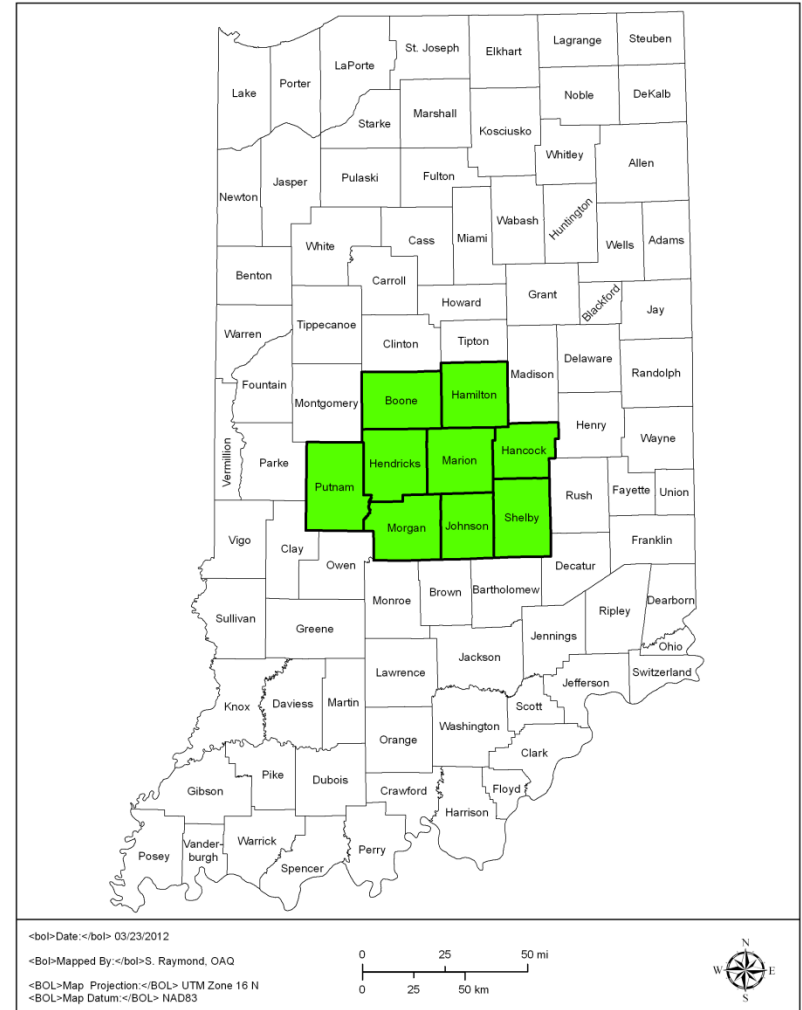 St. Joseph
Lagrange
Steuben
Elkhart
LaPorte
Porter
Lake
Noble
DeKalb
Marshall
Starke
Kosciusko
Whitley
Allen
Pulaski
Fulton
Jasper
Newton
Wabash
Huntington
Miami
Cass
White
Wells
Adams
Benton
Carroll
Grant
Howard
Blackford
Jay
Tippecanoe
Warren
Clinton
Tipton
Delaware
Madison
Randolph
Fountain
Montgomery
Boone
Hamilton
Henry
Wayne
Vermillion
Parke
Hendricks
Marion
Hancock
Putnam
Rush
Fayette
Union
Morgan
Johnson
Shelby
Vigo
Clay
Owen
Franklin
Decatur
Monroe
Brown
Bartholomew
Dearborn
Ripley
Sullivan
Greene
Jennings
Ohio
Jackson
Lawrence
Switzerland
Jefferson
Knox
Daviess
Martin
Scott
Washington
Orange
Clark
Pike
Dubois
Gibson
Crawford
Floyd
Harrison
Warrick
Vander-
burgh
Posey
Perry
Spencer
<bol>Date:</bol> 03/23/2012
<Bol>Mapped By:</bol>S. Raymond, OAQ
<BOL>Map Projection:</BOL> UTM Zone 16 N
<BOL>Map Datum:</BOL> NAD83
0 25 50 mi
0 25 50 km
N
W E
S